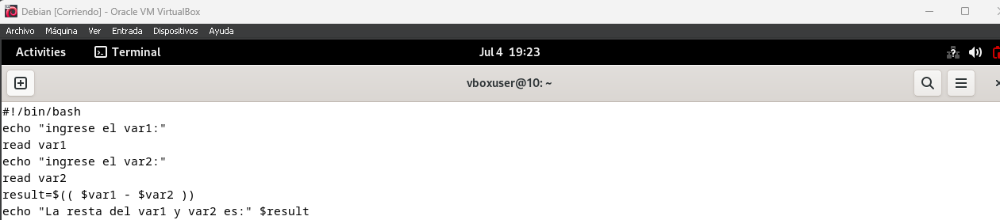 Debian [Corriendo] - Oracle VM VirtualBox
Archivo Máquina Ver Entrada Dispositivos Ayuda
Activities Terminal Jul 4 19:23
vboxuser@10: ~
#!/bin/bash
echo "ingrese el var1:"
read var1
echo "ingrese el var2:"
read var2
result=$(( $var1 - $var2 ))
echo "La resta del var1 y var2 es:" $result